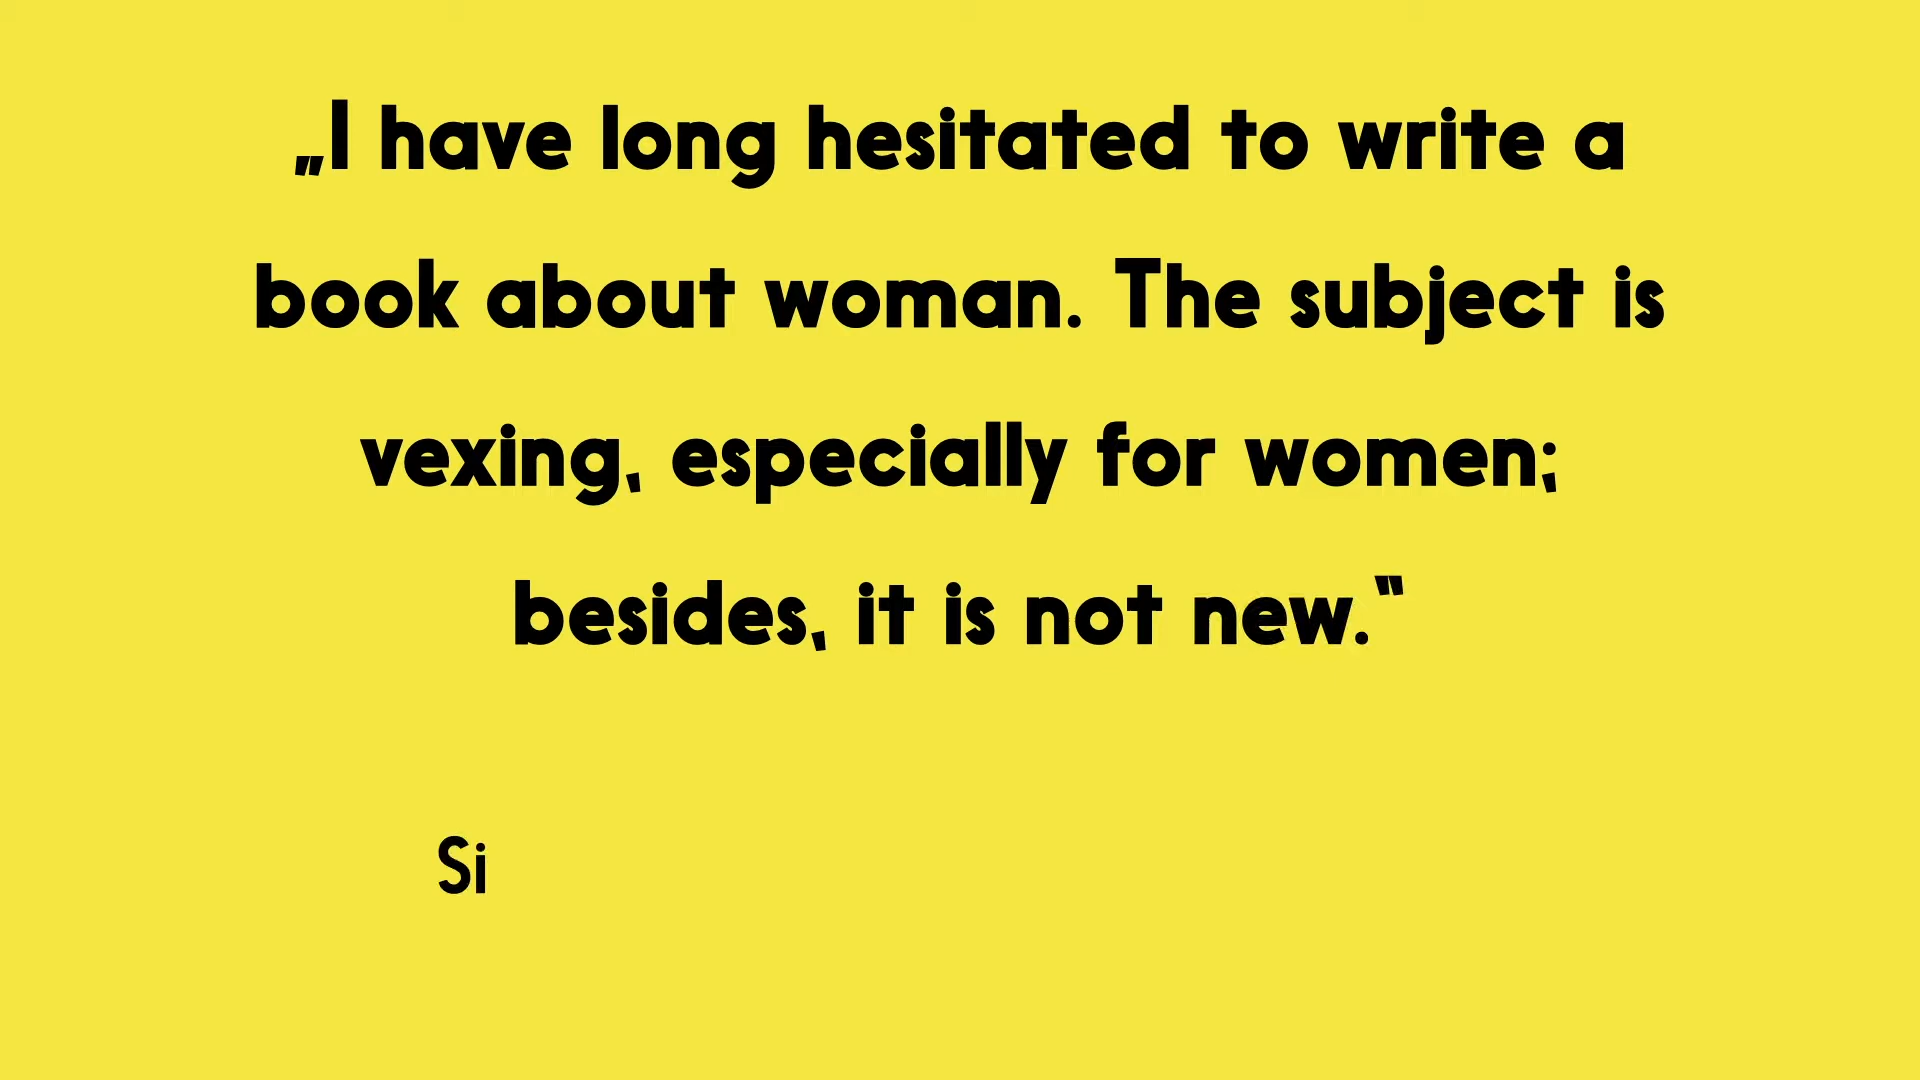 „I have long hesitated to write a
book about woman. The subject is
vexing, especially for women;
besides, it is not new."
Si